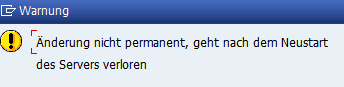 Warnung
Änderung nicht permanent, geht nach dem Neustart
des Servers verloren